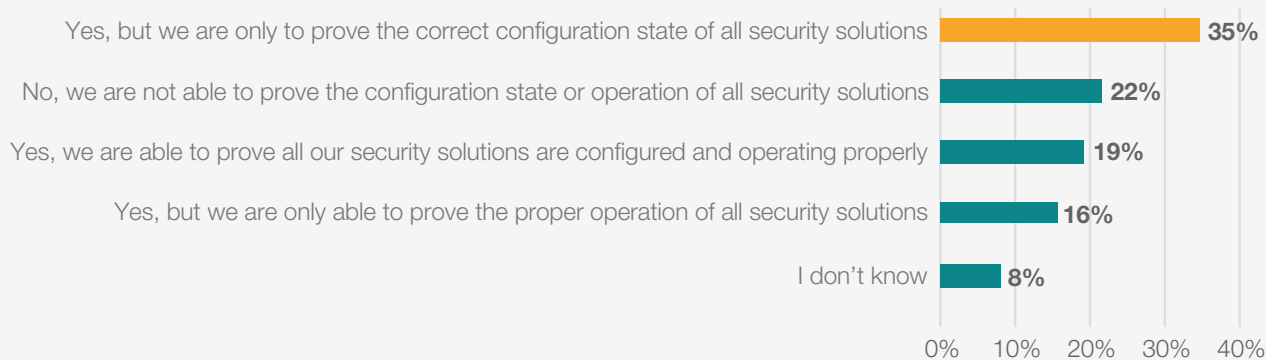 Yes, but we are only to prove the correct configuration state of all security solutions 35%
No, we are not able to prove the configuration state or operation of all security solutions 22%
Yes, we are able to prove all our security solutions are configured and operating properly 19%
Yes, but we are only able to prove the proper operation of all security solutions 16%
I don’t know 8%
0% 10% 20% 30% 40%